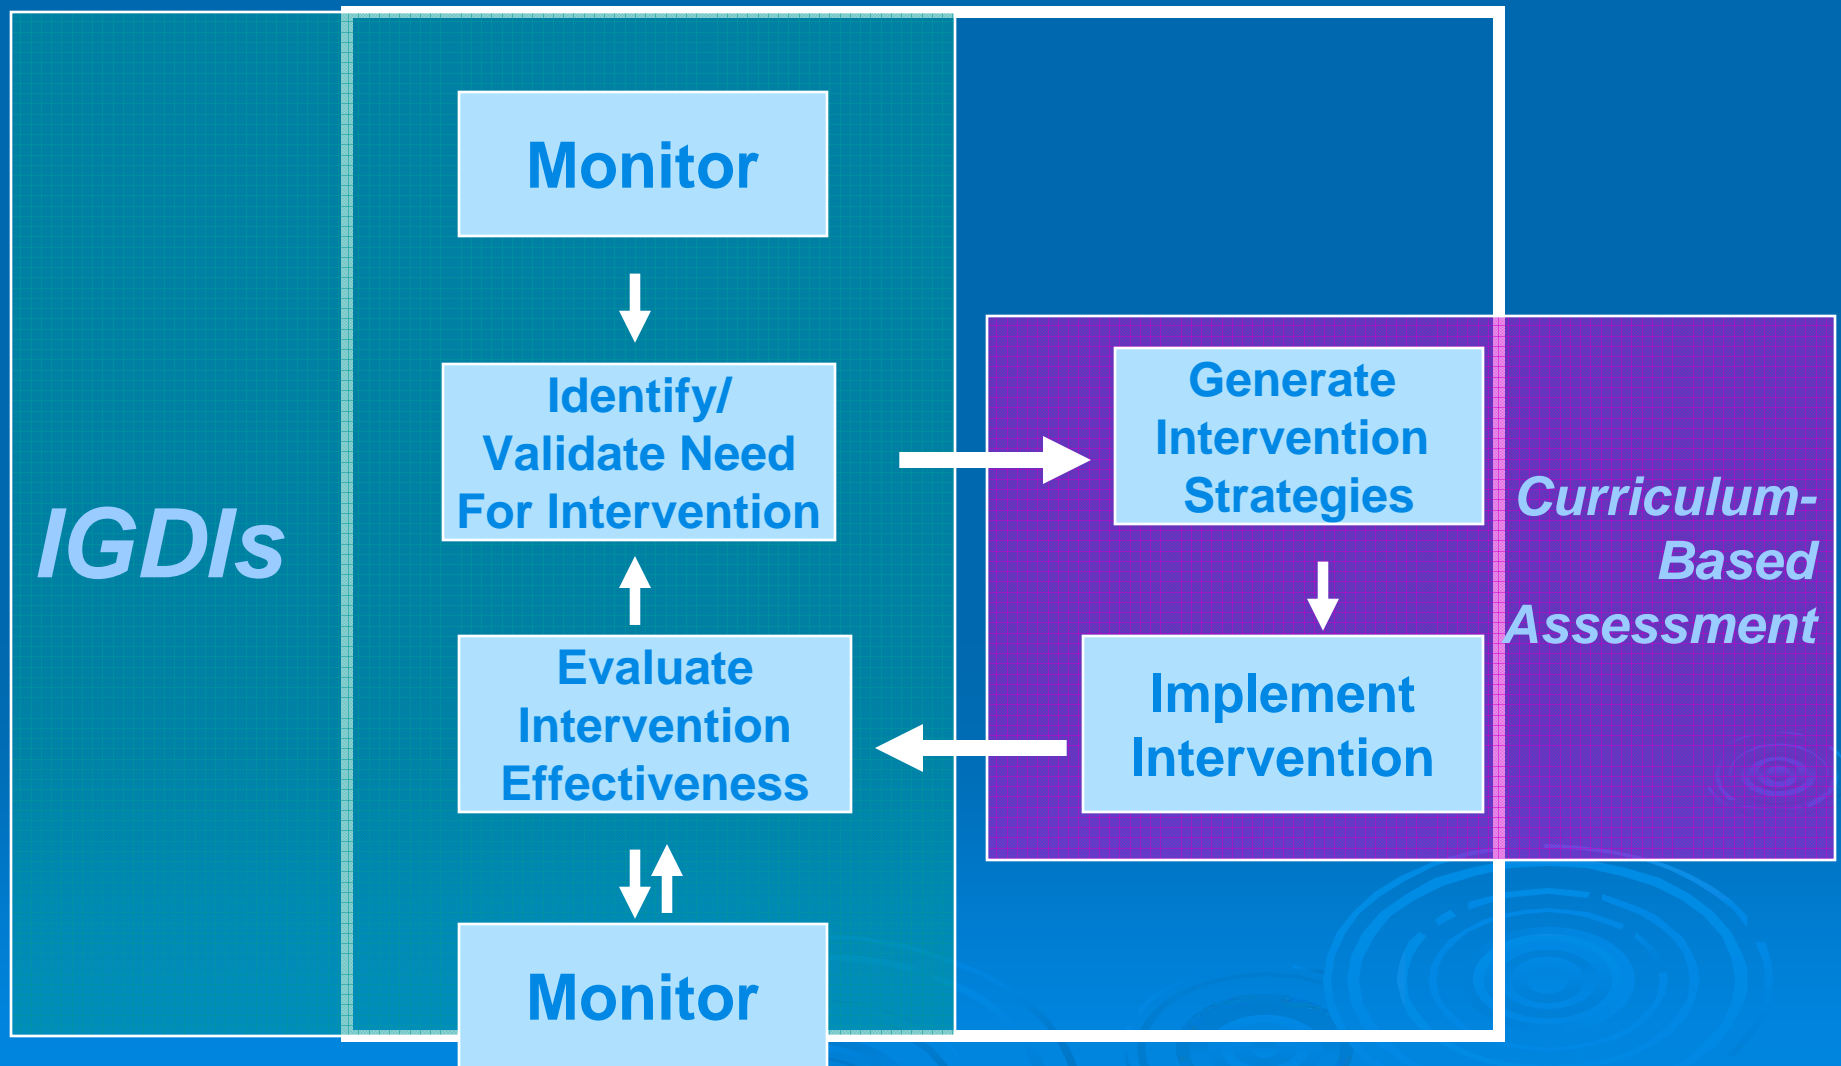 Monitor
Identify/
Validate Need
For Intervention
Generate
Intervention
Strategies
IGDIs
Curriculum-
Based
Assessment
Evaluate
Intervention
Effectiveness
Implement
Intervention
Monitor